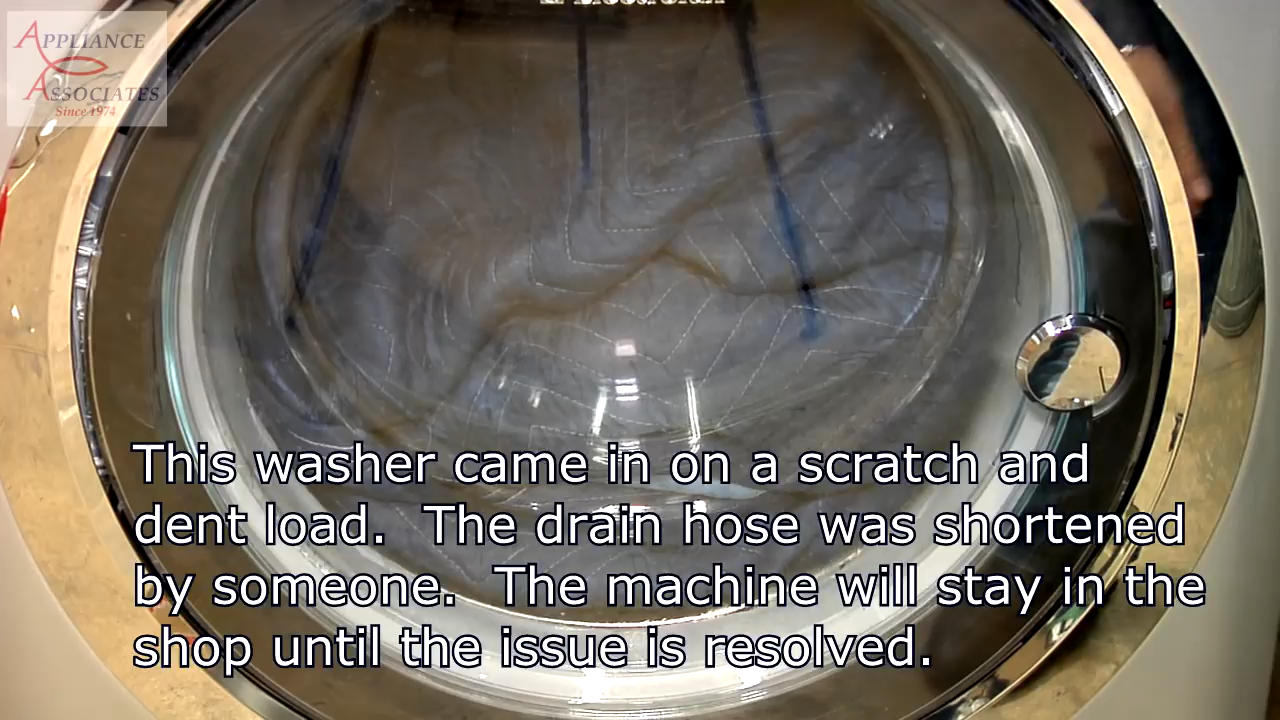 APPLIANCE
ASSOCIATES
Since 1974
Electrolux
This washer came in on a scratch and
dent load.  The drain hose was shortened
by someone.  The machine will stay in the
shop until the issue is resolved.